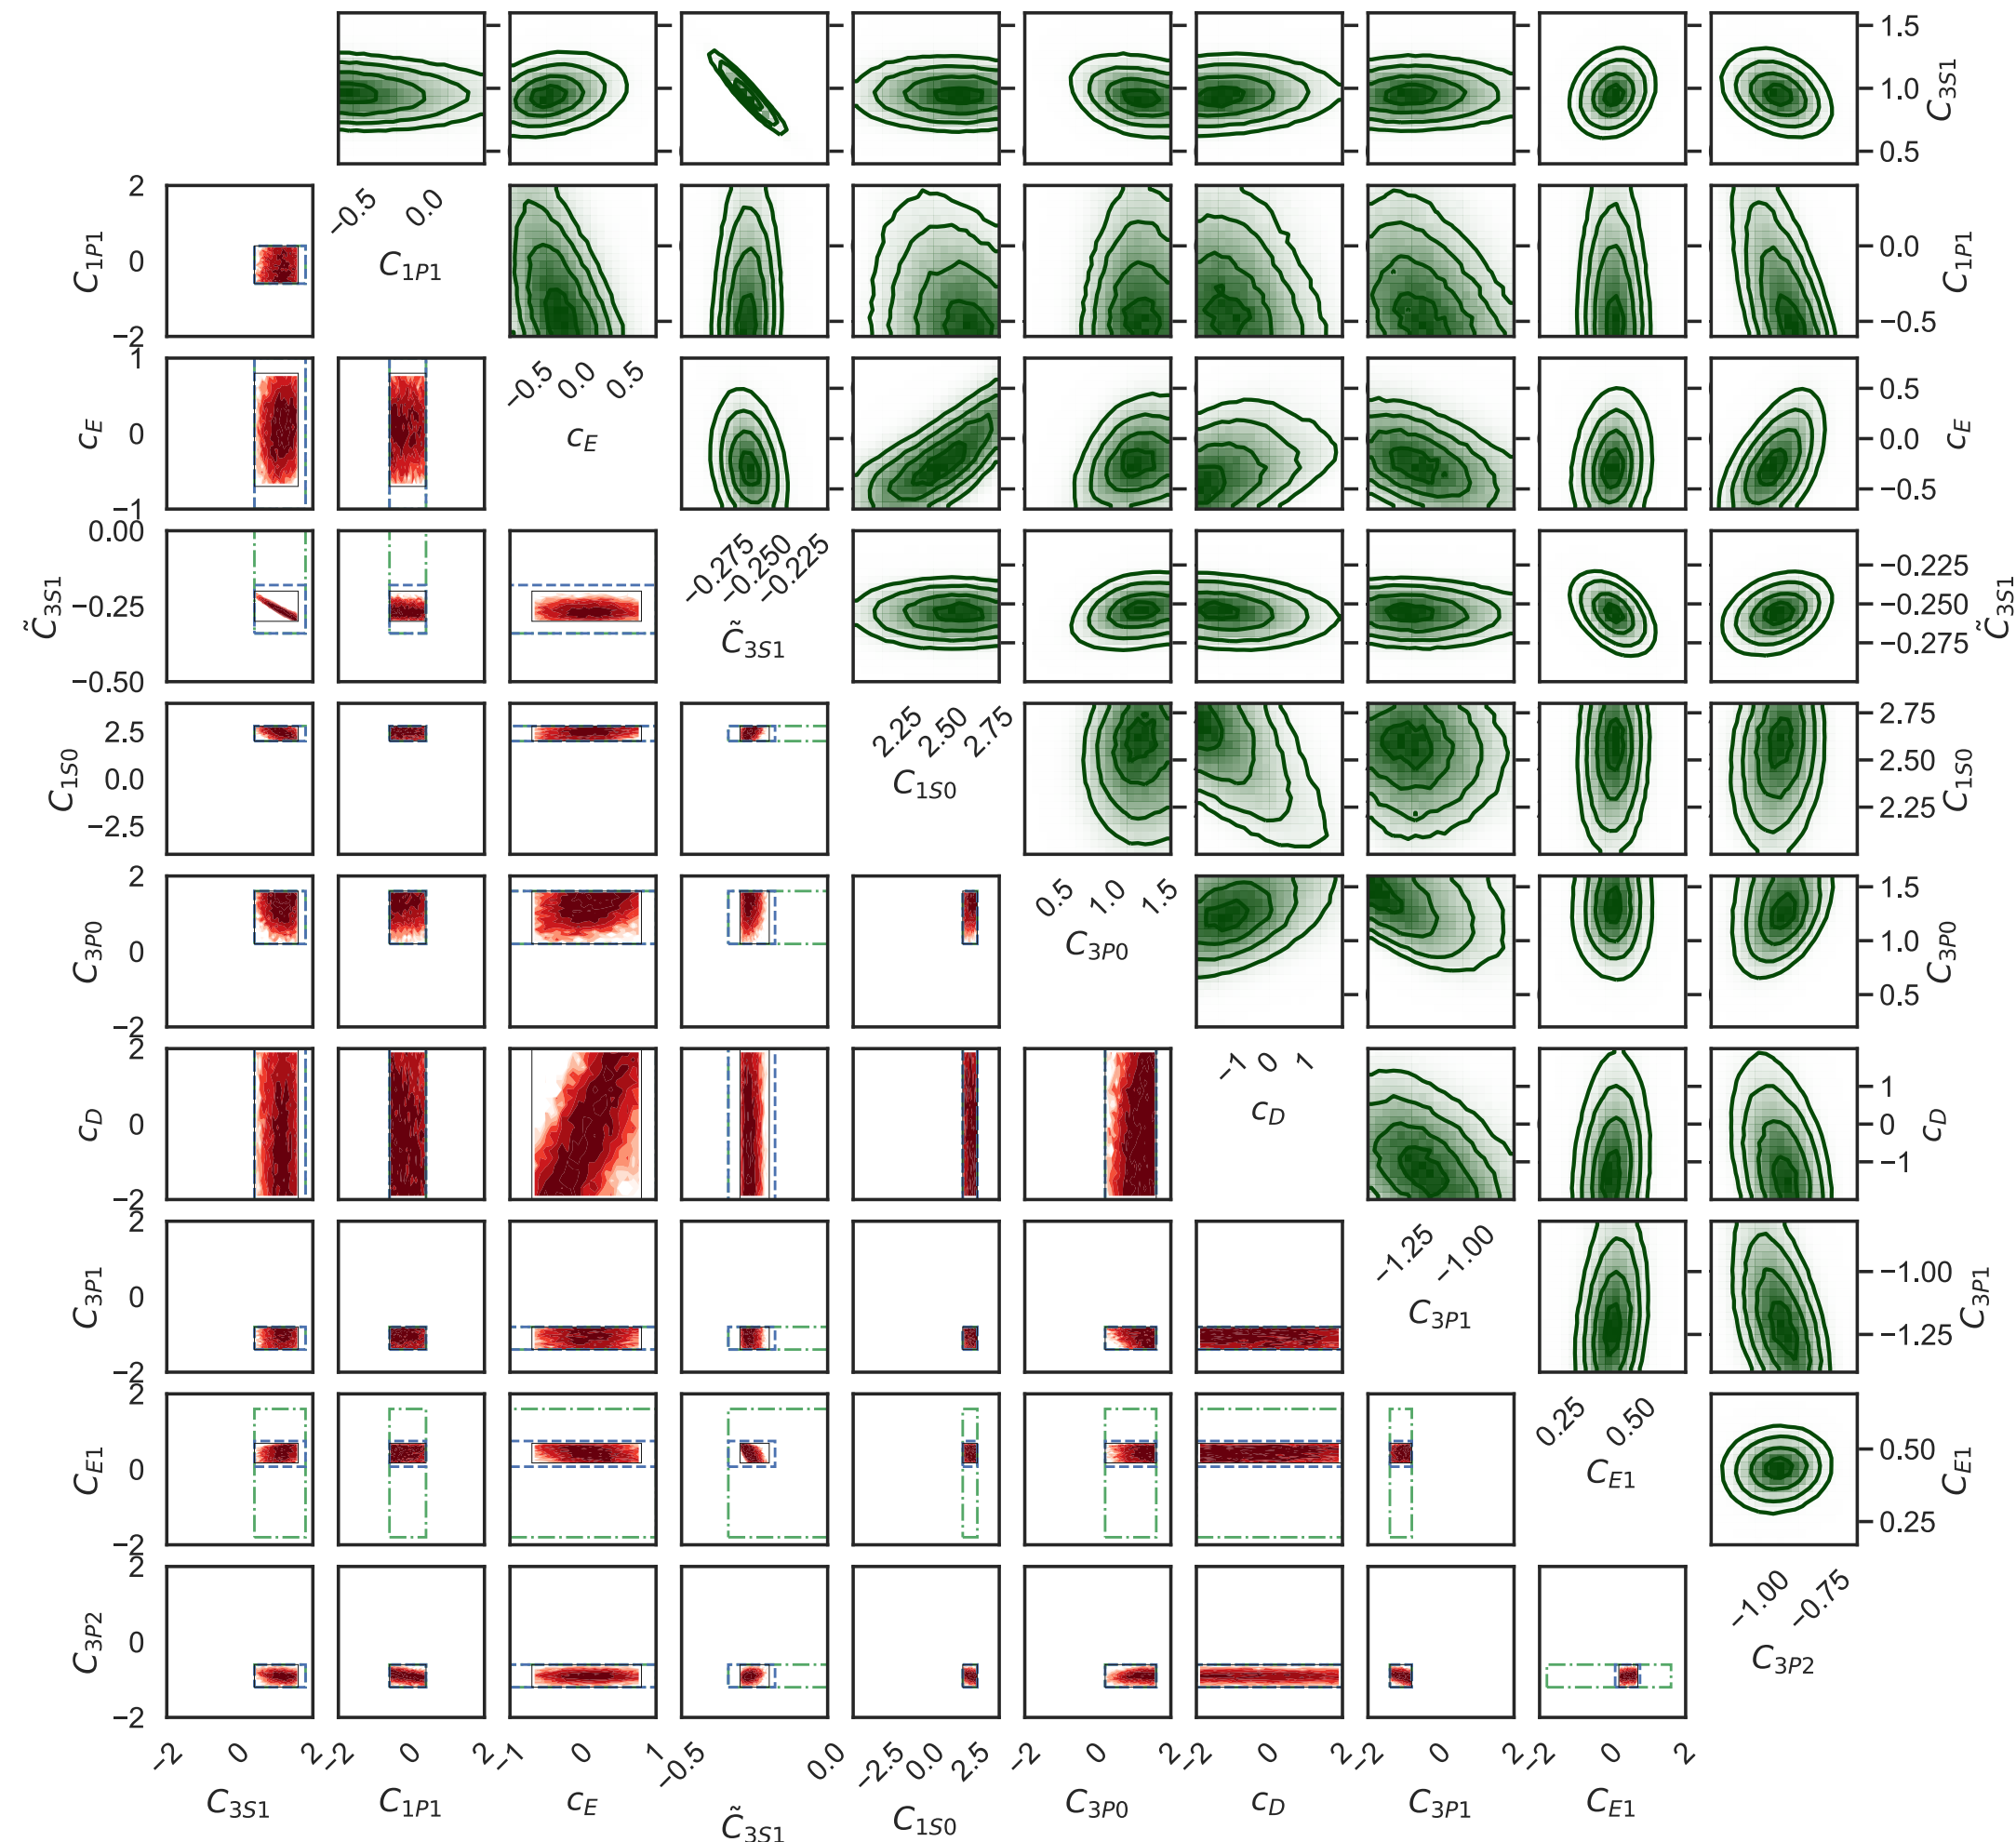 1.5
1.0
0.5
C3S1
2
0
−2
C1P1
−0.5 0.0
C1P1
0.0
−0.5
C1P1
1
0
−1
cE
−0.5 0.0 0.5
cE
0.5
0.0
−0.5
cE
0.00
−0.25
−0.50
C̃3S1
−0.275 −0.250 −0.225
C̃3S1
−0.225
−0.250
−0.275
C̃3S1
2.5
0.0
−2.5
C1S0
2.25 2.50 2.75
C1S0
2.75
2.50
2.25
C1S0
2
0
−2
C3P0
0.5 1.0 1.5
C3P0
1.5
1.0
0.5
C3P0
2
0
−2
cD
−1 0 1
cD
1
0
−1
cD
2
0
−2
C3P1
−1.25 −1.00
C3P1
−1.00
−1.25
C3P1
2
0
−2
CE1
0.25 0.50
CE1
0.50
0.25
CE1
2
0
−2
C3P2
−1.00 −0.75
C3P2
−2 0 2 −2 0 2 −1 0 1 −0.5 0.0 −2.5 0.0 2.5 −2 0 2 −2 0 2 −2 0 2 −2 0 2
C3S1 C1P1 cE C̃3S1 C1S0 C3P0 cD C3P1 CE1